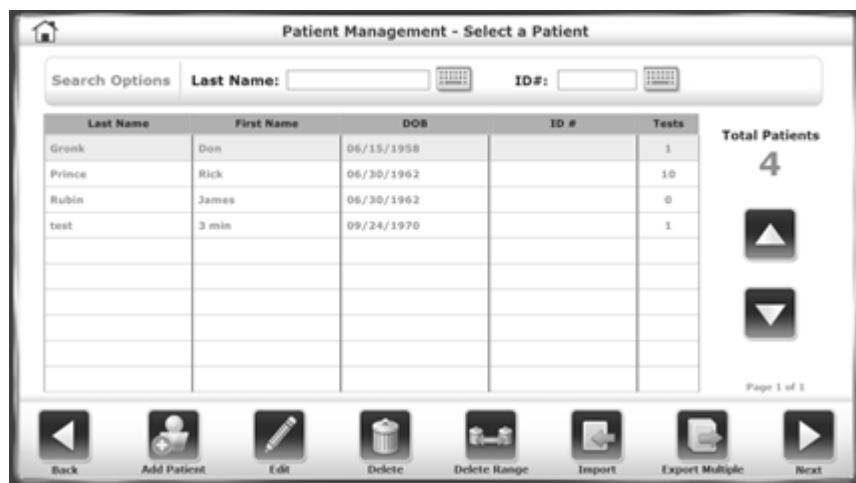 Patient Management - Select a Patient
Search Options Last Name: ID#:
Last Name First Name DOB ID # Tests
Total Patients
4
Gronk Don 06/15/1958 1
Prince Rick 06/30/1962 10
Rubin James 06/30/1962 0
test 3 min 09/24/1970 1
Page 1 of 1
Back Add Patient Edit Delete Delete Range Import Export Multiple Next